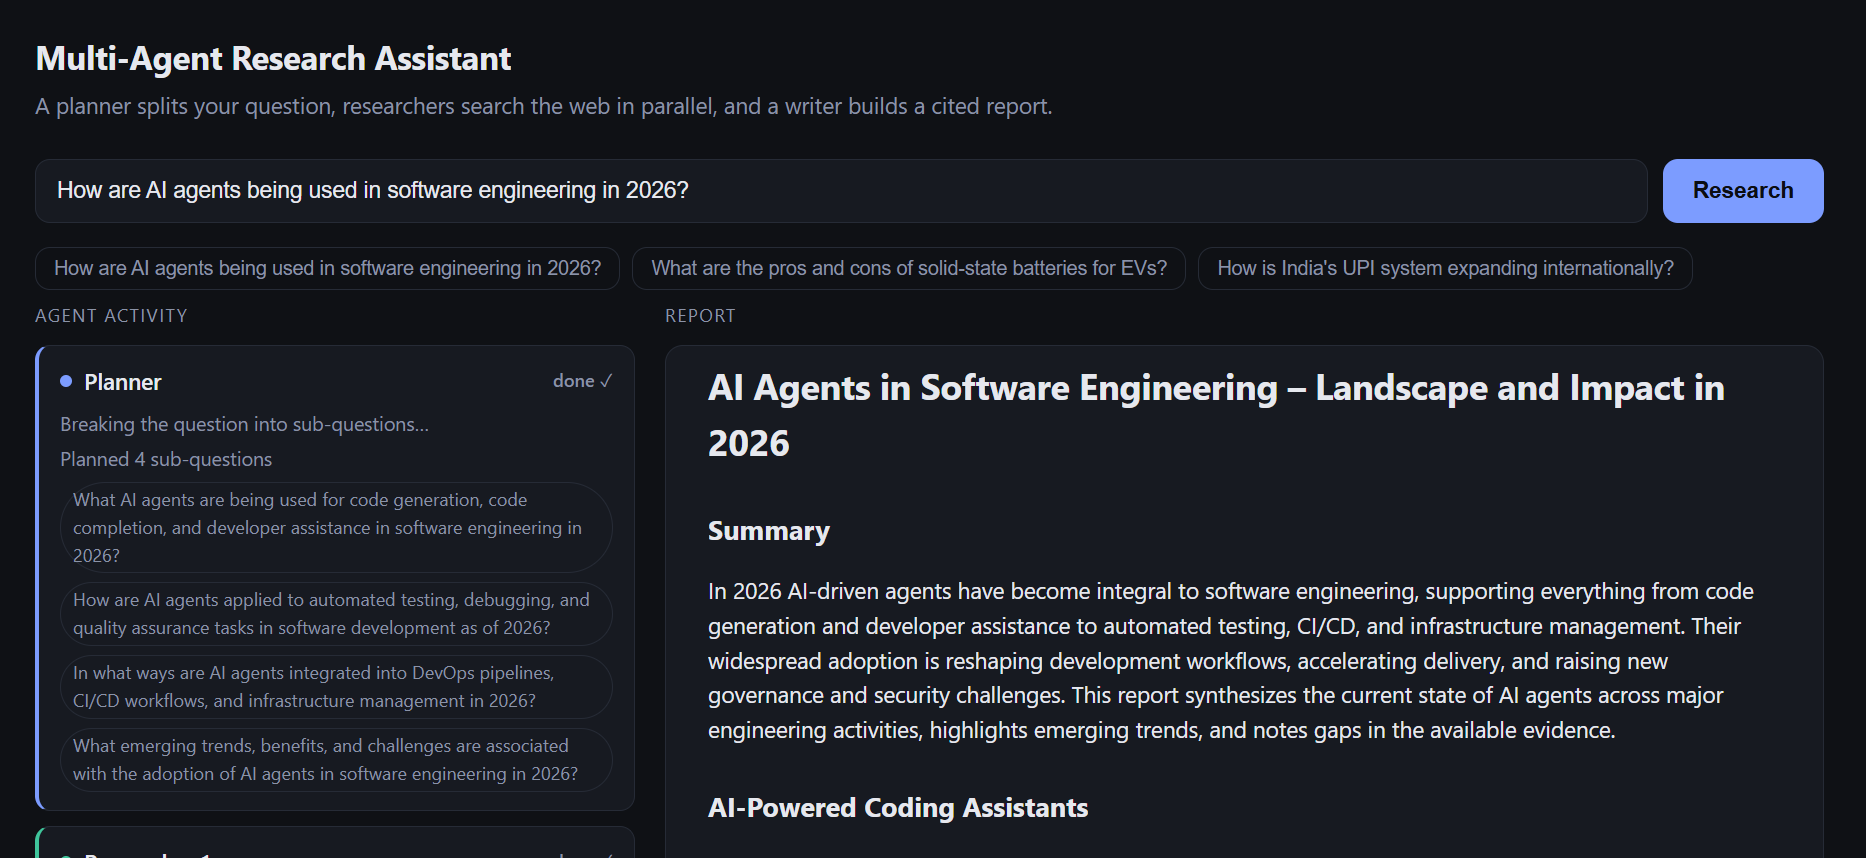 Multi-Agent Research Assistant
A planner splits your question, researchers search the web in parallel, and a writer builds a cited report.
How are AI agents being used in software engineering in 2026?
Research
How are AI agents being used in software engineering in 2026?
What are the pros and cons of solid-state batteries for EVs?
How is India's UPI system expanding internationally?
AGENT ACTIVITY
Planner
done ✓
Breaking the question into sub-questions...
Planned 4 sub-questions
What AI agents are being used for code generation, code
completion, and developer assistance in software engineering in
2026?
How are AI agents applied to automated testing, debugging, and
quality assurance tasks in software development as of 2026?
In what ways are AI agents integrated into DevOps pipelines,
CI/CD workflows, and infrastructure management in 2026?
What emerging trends, benefits, and challenges are associated
with the adoption of AI agents in software engineering in 2026?
REPORT
AI Agents in Software Engineering – Landscape and Impact in
2026
Summary
In 2026 AI-driven agents have become integral to software engineering, supporting everything from code
generation and developer assistance to automated testing, CI/CD, and infrastructure management. Their
widespread adoption is reshaping development workflows, accelerating delivery, and raising new
governance and security challenges. This report synthesizes the current state of AI agents across major
engineering activities, highlights emerging trends, and notes gaps in the available evidence.
AI-Powered Coding Assistants